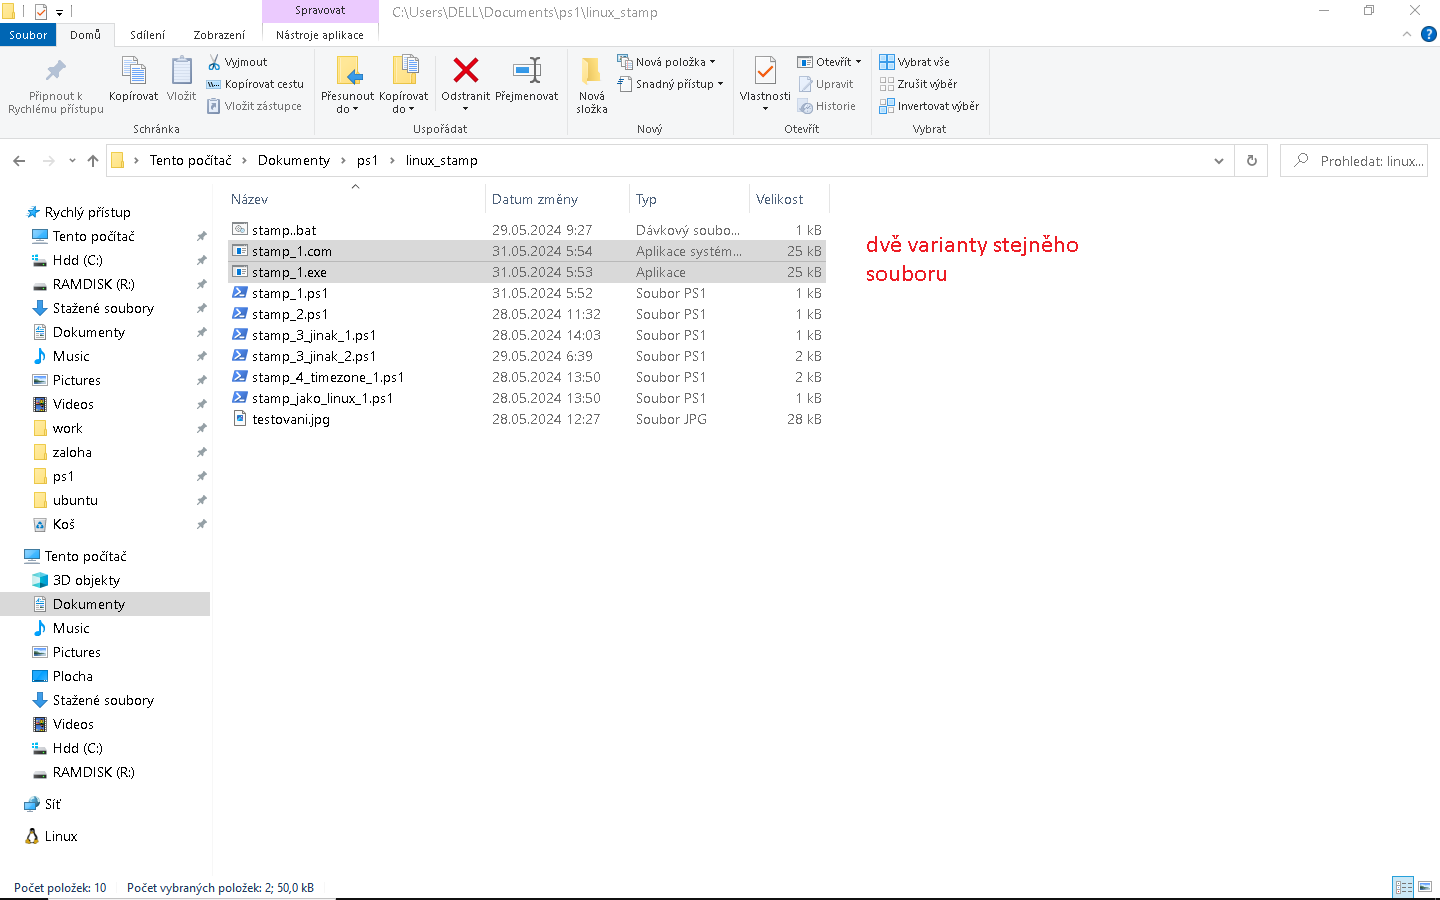 Spravovat
C:\Users\DELL\Documents\ps1\linux_stamp
Soubor
Domů
Sdílení
Zobrazení
Nástroje aplikace
Připnout k
Rychlému přístupu
Kopírovat
Vložit
Vyjmout
Kopírovat cestu
Vložit zástupce
Schránka
Přesunout
do
Kopírovat
do
Odstranit
Přejmenovat
Uspořádat
Nová
složka
Nová položka
Snadný přístup
Nový
Vlastnosti
Otevřít
Upravit
Historie
Otevřít
Vybrat vše
Zrušit výběr
Invertovat výběr
Vybrat
Tento počítač > Dokumenty > ps1 > linux_stamp
Prohledat: linux...
Rychlý přístup
Tento počítač
Hdd (C:)
RAMDISK (R:)
Stažené soubory
Dokumenty
Music
Pictures
Videos
work
zaloha
ps1
ubuntu
Koš
Tento počítač
3D objekty
Dokumenty
Music
Pictures
Plocha
Stažené soubory
Videos
Hdd (C:)
RAMDISK (R:)
Síť
Linux
Název Datum změny Typ Velikost
stamp..bat 29.05.2024 9:27 Dávkový soubo... 1 kB
stamp_1.com 31.05.2024 5:54 Aplikace systém... 25 kB
stamp_1.exe 31.05.2024 5:53 Aplikace 25 kB
stamp_1.ps1 31.05.2024 5:52 Soubor PS1 1 kB
stamp_2.ps1 28.05.2024 11:32 Soubor PS1 1 kB
stamp_3_jinak_1.ps1 28.05.2024 14:03 Soubor PS1 1 kB
stamp_3_jinak_2.ps1 29.05.2024 6:39 Soubor PS1 2 kB
stamp_4_timezone_1.ps1 28.05.2024 13:50 Soubor PS1 2 kB
stamp_jako_linux_1.ps1 28.05.2024 13:50 Soubor PS1 1 kB
testovani.jpg 28.05.2024 12:27 Soubor JPG 28 kB
dvě varianty stejného
souboru
Počet položek: 10 Počet vybraných položek: 2; 50,0 kB